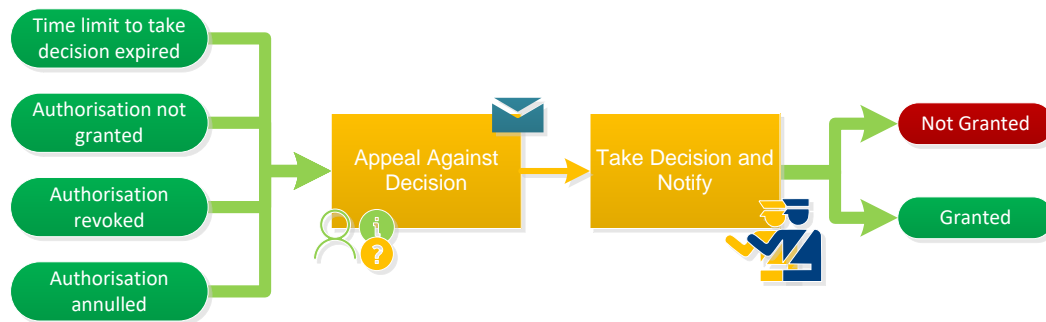 Time limit to take
decision expired
Authorisation not
granted
Authorisation
revoked
Authorisation
annulled
Appeal Against
Decision
i
?
Take Decision and
Notify
Not Granted
Granted